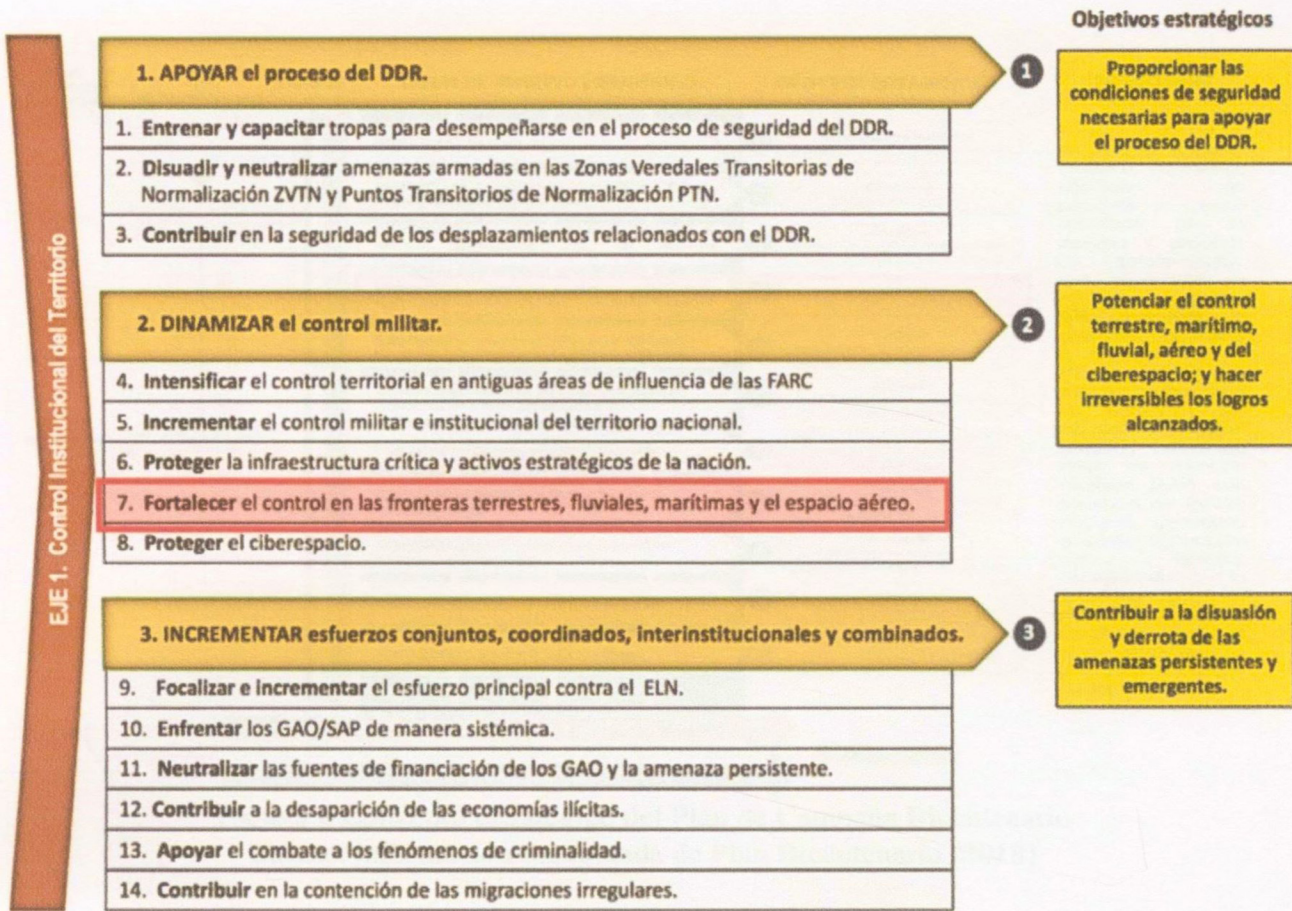 Objetivos estratégicos
EJE 1. Control Institucional del Territorio
1. APOYAR el proceso del DDR.
1
Proporcionar las
condiciones de seguridad
necesarias para apoyar
el proceso del DDR.
1. Entrenar y capacitar tropas para desempeñarse en el proceso de seguridad del DDR.
2. Disuadir y neutralizar amenazas armadas en las Zonas Veredales Transitorias de
Normalización ZVTN y Puntos Transitorios de Normalización PTN.
3. Contribuir en la seguridad de los desplazamientos relacionados con el DDR.
2. DINAMIZAR el control militar.
2
Potenciar el control
terrestre, marítimo,
fluvial, aéreo y del
ciberespacio; y hacer
irreversibles los logros
alcanzados.
4. Intensificar el control territorial en antiguas áreas de influencia de las FARC
5. Incrementar el control militar e institucional del territorio nacional.
6. Proteger la infraestructura crítica y activos estratégicos de la nación.
7. Fortalecer el control en las fronteras terrestres, fluviales, marítimas y el espacio aéreo.
8. Proteger el ciberespacio.
3. INCREMENTAR esfuerzos conjuntos, coordinados, interinstitucionales y combinados.
3
Contribuir a la disuasión
y derrota de las
amenazas persistentes y
emergentes.
9. Focalizar e incrementar el esfuerzo principal contra el ELN.
10. Enfrentar los GAO/SAP de manera sistémica.
11. Neutralizar las fuentes de financiación de los GAO y la amenaza persistente.
12. Contribuir a la desaparición de las economías ilícitas.
13. Apoyar el combate a los fenómenos de criminalidad.
14. Contribuir en la contención de las migraciones irregulares.